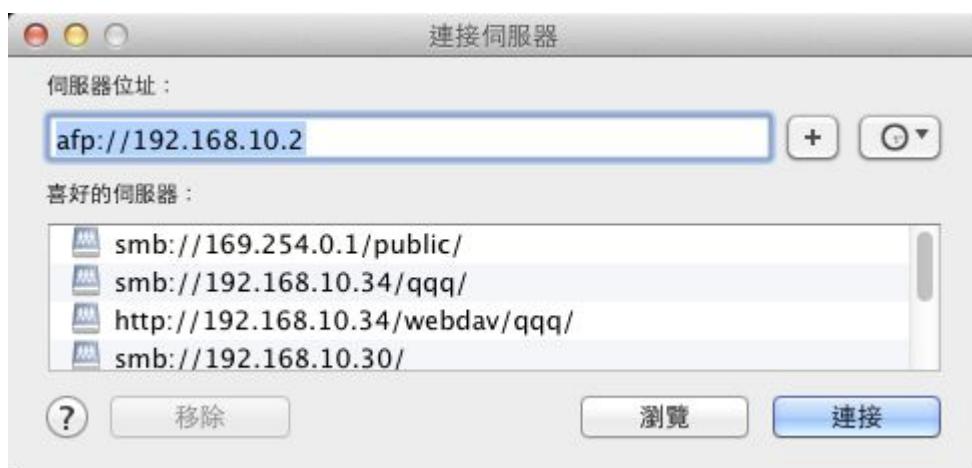 連接伺服器
伺服器位址：
afp://192.168.10.2
+
喜好的伺服器：
smb://169.254.0.1/public/
smb://192.168.10.34/qqq/
http://192.168.10.34/webdav/qqq/
smb://192.168.10.30/
? 移除 瀏覽 連接